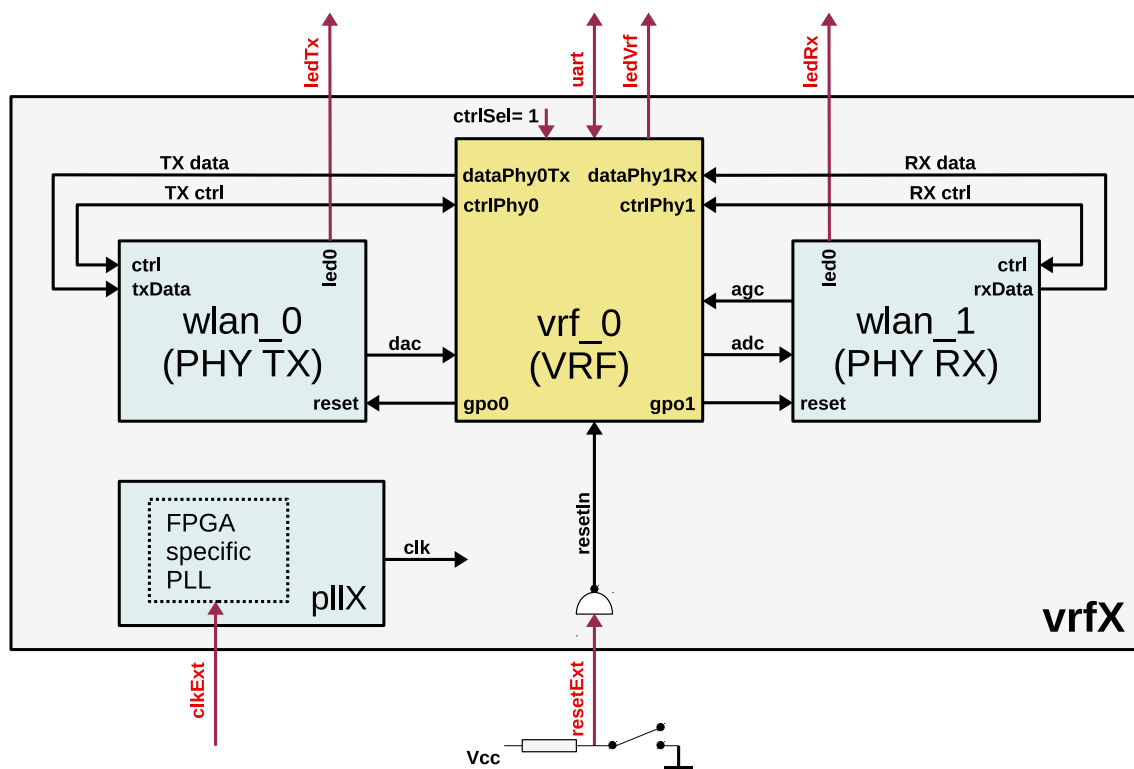 ledTx
uart
ledVrf
ledRx
ctrlSel= 1
TX data
dataPhy0Tx
dataPhy1Rx
RX data
TX ctrl
ctrlPhy0
ctrlPhy1
RX ctrl
ctrl
led0
txData
wlan_0
(PHY TX)
dac
reset
gpo0
vrf_0
(VRF)
gpo1
agc
adc
led0
ctrl
rxData
wlan_1
(PHY RX)
reset
FPGA
specific
PLL
pllX
clk
resetIn
vrfX
clkExt
resetExt
Vcc